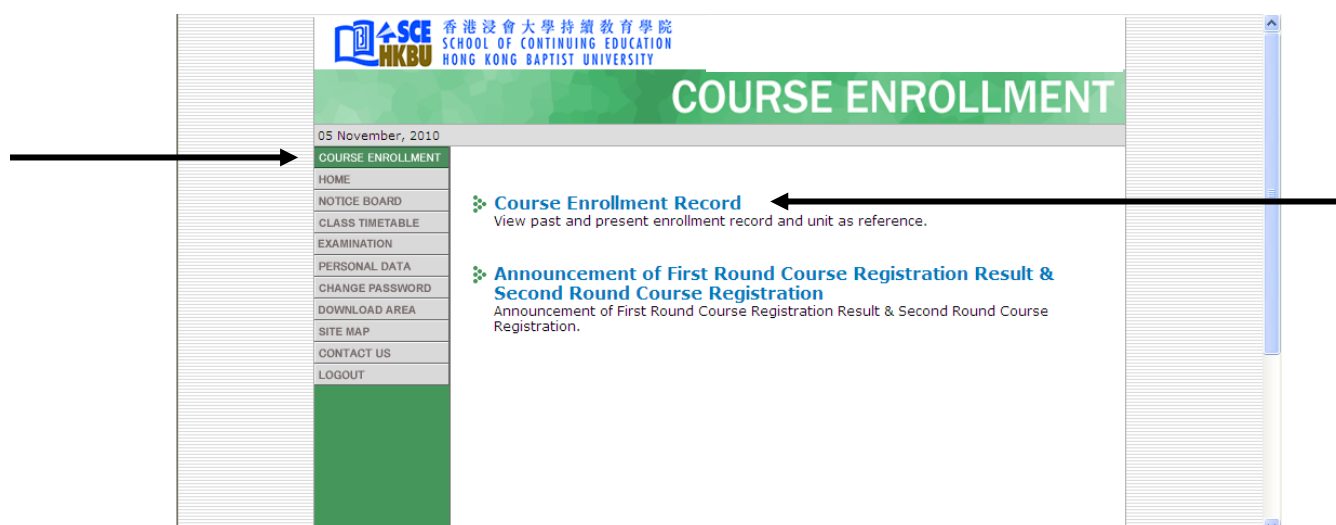 SCE
HKBU
香港浸會大學持續教育學院
SCHOOL OF CONTINUING EDUCATION
HONG KONG BAPTIST UNIVERSITY
COURSE ENROLLMENT
05 November, 2010
COURSE ENROLLMENT
HOME
NOTICE BOARD
CLASS TIMETABLE
EXAMINATION
PERSONAL DATA
CHANGE PASSWORD
DOWNLOAD AREA
SITE MAP
CONTACT US
LOGOUT
Course Enrollment Record
View past and present enrollment record and unit as reference.
Announcement of First Round Course Registration Result &
Second Round Course Registration
Announcement of First Round Course Registration Result & Second Round Course
Registration.